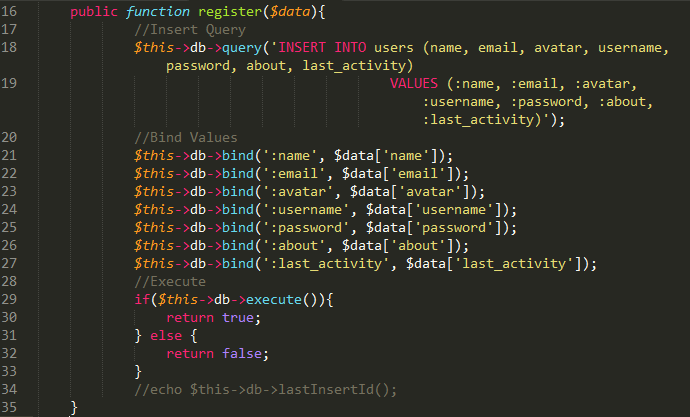 16 public function register($data){
17 //Insert Query
18 $this->db->query('INSERT INTO users (name, email, avatar, username,
password, about, last_activity)
19 VALUES (:name, :email, :avatar,
:username, :password, :about,
:last_activity)');
20 //Bind Values
21 $this->db->bind(':name', $data['name']);
22 $this->db->bind(':email', $data['email']);
23 $this->db->bind(':avatar', $data['avatar']);
24 $this->db->bind(':username', $data['username']);
25 $this->db->bind(':password', $data['password']);
26 $this->db->bind(':about', $data['about']);
27 $this->db->bind(':last_activity', $data['last_activity']);
28 //Execute
29 if($this->db->execute()){
30 return true;
31 } else {
32 return false;
33 }
34 //echo $this->db->lastInsertId();
35 }